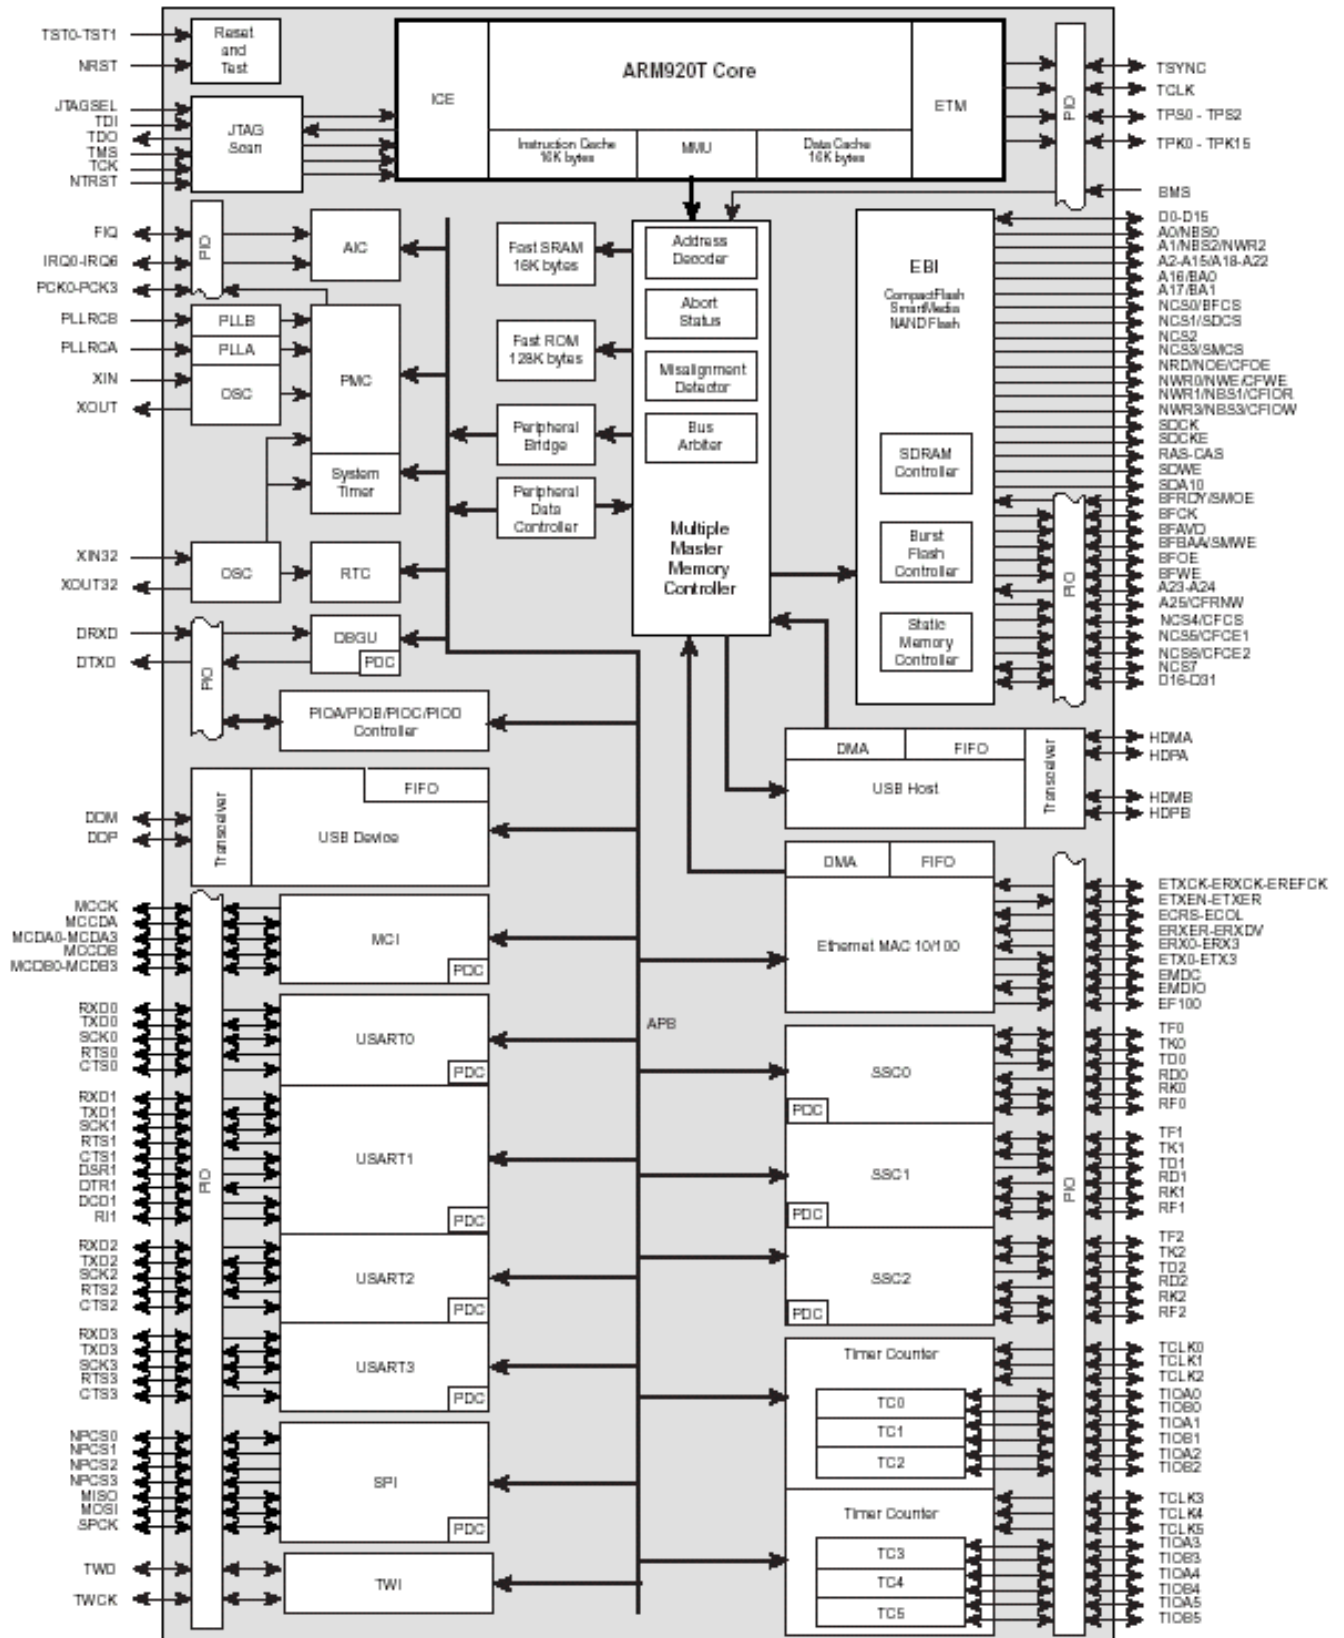 TST0-TST1
NRST
Reset
and
Test
JTAGSEL
TDI
TDO
TMS
TCK
NTRST
JTAG
Scan
ICE
ARM920T Core
Instruction Cache
16K bytes
MMU
Data Cache
16K bytes
ETM
PIO
TSYNC
TCLK
TPS0 - TPS2
TPK0 - TPK15
BMS
FIQ
IRQ0-IRQ6
PCK0-PCK3
PIO
AIC
PLLRCB
PLLRCA
XIN
XOUT
PLLB
PLLA
OSC
PMC
System
Timer
XIN32
XOUT32
OSC
RTC
DRXD
DTXD
PIO
DBGU
PDC
PIOA/PIOB/PIOC/PIOD
Controller
Fast SRAM
16K bytes
Fast ROM
128K bytes
Peripheral
Bridge
Peripheral
Data
Controller
Address
Decoder
Abort
Status
Misalignment
Detector
Bus
Arbiter
Multiple
Master
Memory
Controller
EBI
CompactFlash
SmartMedia
NAND Flash
SDRAM
Controller
Burst
Flash
Controller
Static
Memory
Controller
D0-D15
A0/NBS0
A1/NBS2/NWR2
A2-A15/A18-A22
A16/BA0
A17/BA1
NCS0/BFCS
NCS1/SDCS
NCS2
NCS3/SMCS
NRD/NOE/CFOE
NWR0/NWE/CFWE
NWR1/NBS1/CFIOR
NWR3/NBS3/CFIOW
SDCK
SDCKE
RAS-CAS
SDWE
SDA10
PIO
BFRDY/SMOE
BFCK
BFAVD
BFBAA/SMWE
BFOE
BFWE
A23-A24
A25/CFRNW
NCS4/CFCS
NCS5/CFCE1
NCS6/CFCE2
NCS7
D16-D31
DMA
FIFO
USB Host
Transceiver
HDMA
HDPA
HDMB
HDPB
DDM
DDP
Transceiver
FIFO
USB Device
DMA
FIFO
Ethernet MAC 10/100
ETXCK-ERXCK-EREFCK
ETXEN-ETXER
ECRS-ECOL
ERXER-ERXDV
ERX0-ERX3
ETX0-ETX3
EMDC
EMDIO
EF100
MCCK
MCCDA
MCDA0-MCDA3
MCCDB
MCDB0-MCDB3
MCI
PDC
RXD0
TXD0
SCK0
RTS0
CTS0
USART0
PDC
APB
RXD1
TXD1
SCK1
RTS1
CTS1
DSR1
DTR1
DCD1
RI1
PIO
USART1
PDC
RXD2
TXD2
SCK2
RTS2
CTS2
USART2
PDC
RXD3
TXD3
SCK3
RTS3
CTS3
USART3
PDC
NPCS0
NPCS1
NPCS2
NPCS3
MISO
MOSI
SPCK
SPI
PDC
TWD
TWCK
TWI
SSC0
PDC
TF0
TK0
TD0
RD0
RK0
RF0
SSC1
PDC
PIO
TF1
TK1
TD1
RD1
RK1
RF1
SSC2
PDC
TF2
TK2
TD2
RD2
RK2
RF2
Timer Counter
TC0
TC1
TC2
TCLK0
TCLK1
TCLK2
TIOA0
TIOB0
TIOA1
TIOB1
TIOA2
TIOB2
Timer Counter
TC3
TC4
TC5
TCLK3
TCLK4
TCLK5
TIOA3
TIOB3
TIOA4
TIOB4
TIOA5
TIOB5